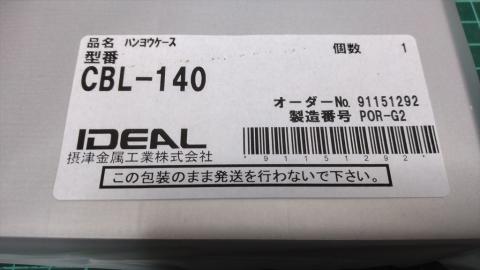 品名 ハンヨウケース 個数 1
型番
CBL-140
オーダーNo. 91151292
製造番号 POR-G2
IDEAL
摂津金属工業株式会社
*91151292*
この包装のまま発送を行わないで下さい。